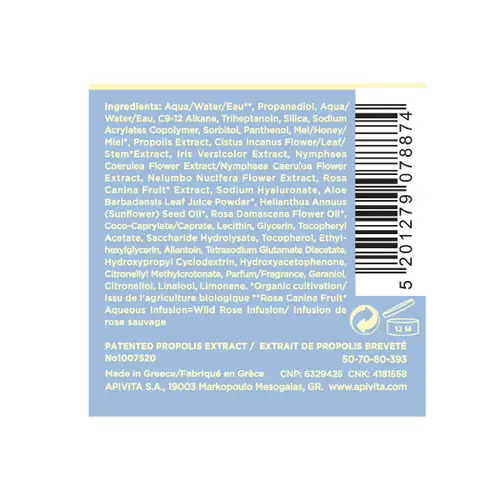 Ingredients: Aqua/Water/Eau**, Propanediol, Aqua/
Water/Eau, C9-12 Alkana, Triheptanoin, Silica, Sodium
Acrylates Copolymer, Sorbitol, Panthenol, Mel/Honey/
Miel*, Propolis Extract, Cistus Incanus Flower/Leaf/
Stem*Extract, Iris Versicolor Extract, Nymphaea
Coerulea Flower Extract/Nymphaea Caerulea Flower
Extract, Nelumbo Nucifera Flower Extract, Rosa
Canina Fruit* Extract, Sodium Hyaluronate, Aloe
Barbadensis Leaf Juice Powder*, Helianthus Annuus
(Sunflower) Seed Oil*, Rosa Damascena Flower Oil*,
Coco-Caprylate/Caprate, Lecithin, Glycerin, Tocopheryl
Acetate, Saccharide Hydrolysate, Tocopherol, Ethyl-
hexylglycerin, Allantoin, Tetrasodium Glutamate Diacetate,
Hydroxypropyl Cyclodextrin, Hydroxyacetophenone,
Citronellyl Methylcrotonate, Parfum/Fragrance, Geraniol,
Citronellol, Linalool, Limonene. *Organic cultivation/
Issu de l'agriculture biologique **Rosa Canina Fruit*
Aqueous Infusion=Wild Rose Infusion/ Infusion de
rose sauvage
5 201279 078874
12 M
PATENTED PROPOLIS EXTRACT / EXTRAIT DE PROPOLIS BREVETÉ
No1007520 50-70-80-393
Made in Greece/Fabriqué en Grèce CNP: 6329425 CNK: 4181558
APIVITA S.A., 19003 Markopoulo Mesogaias, GR. www.apivita.com